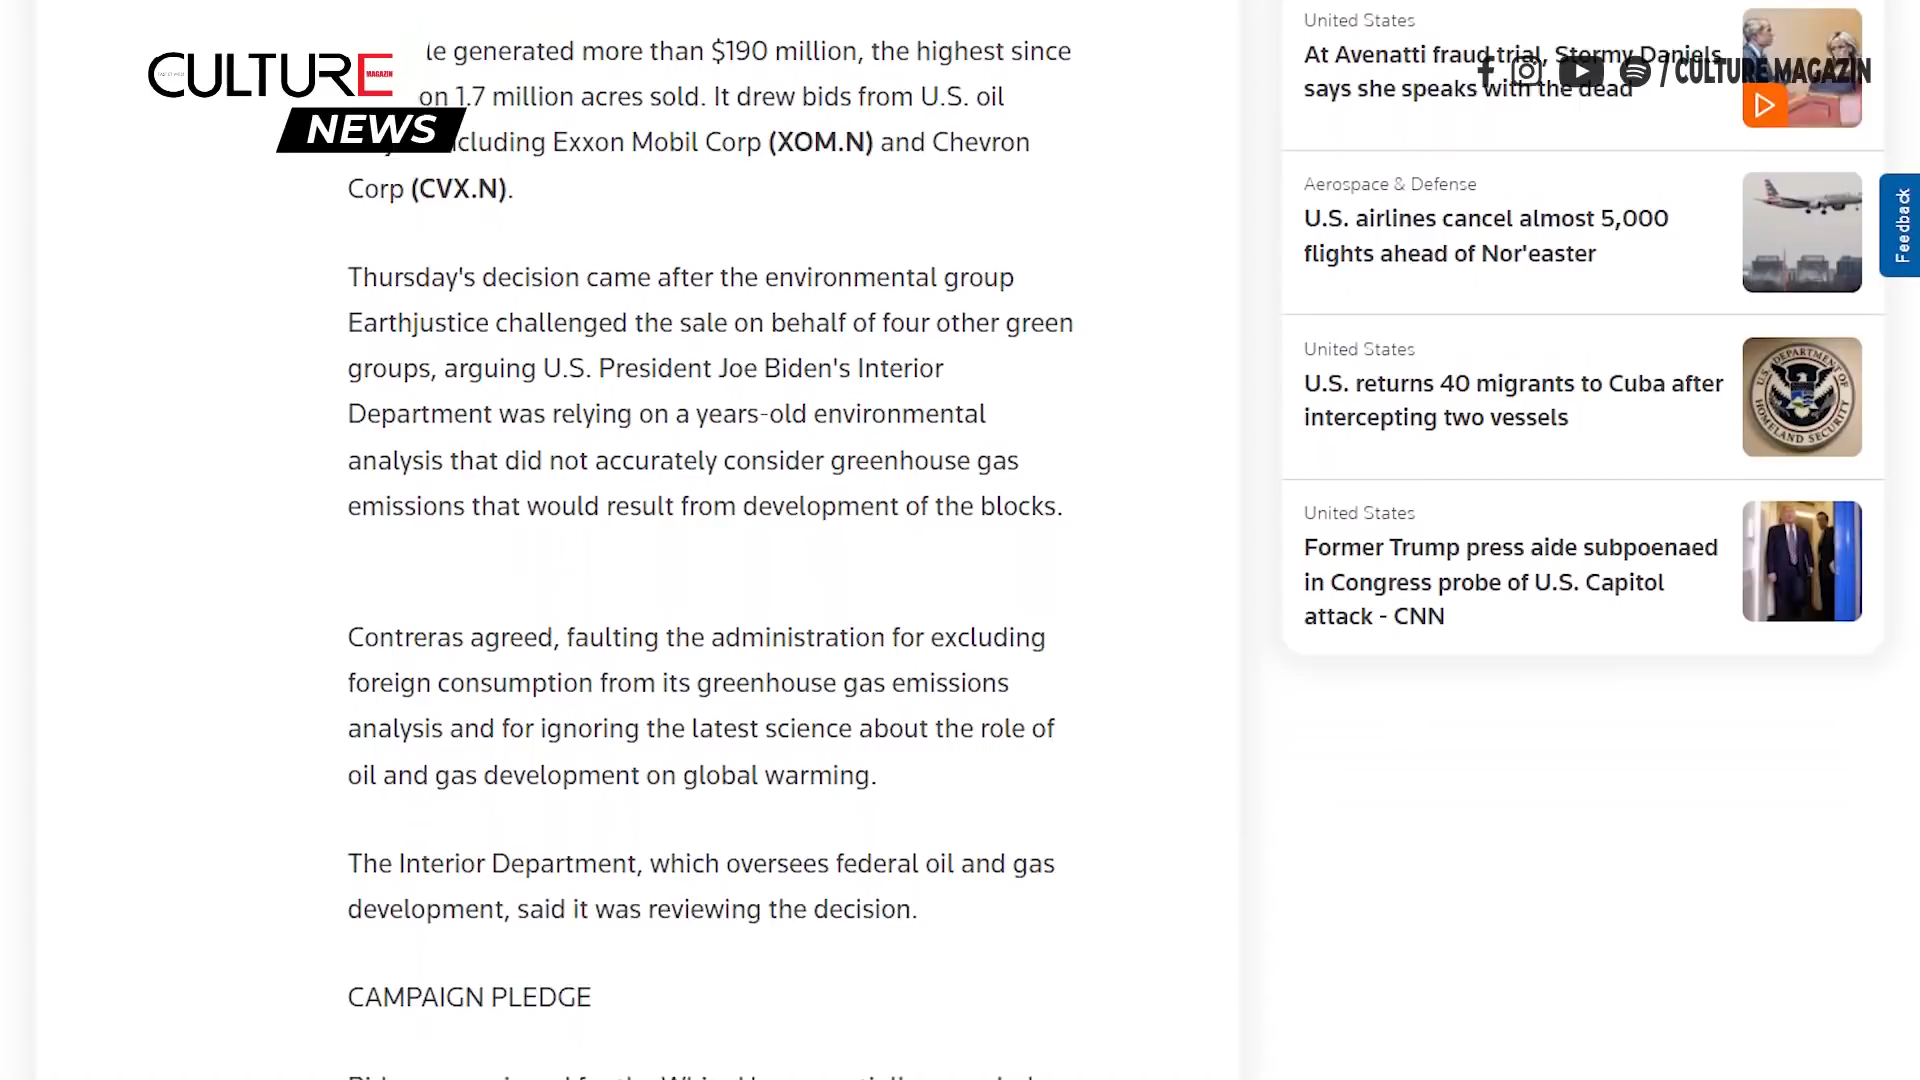 CULTURE
MAGAZIN
NEWS
le generated more than $190 million, the highest since
on 1.7 million acres sold. It drew bids from U.S. oil
cluding Exxon Mobil Corp (XOM.N) and Chevron
Corp (CVX.N).
Thursday's decision came after the environmental group
Earthjustice challenged the sale on behalf of four other green
groups, arguing U.S. President Joe Biden's Interior
Department was relying on a years-old environmental
analysis that did not accurately consider greenhouse gas
emissions that would result from development of the blocks.
Contreras agreed, faulting the administration for excluding
foreign consumption from its greenhouse gas emissions
analysis and for ignoring the latest science about the role of
oil and gas development on global warming.
The Interior Department, which oversees federal oil and gas
development, said it was reviewing the decision.
CAMPAIGN PLEDGE
United States
At Avenatti fraud trial, Stormy Daniels
says she speaks with the dead
/ CULTURE MAGAZIN
Aerospace & Defense
U.S. airlines cancel almost 5,000
flights ahead of Nor'easter
United States
U.S. returns 40 migrants to Cuba after
intercepting two vessels
U.S. DEPARTMENT OF
HOMELAND SECURITY
United States
Former Trump press aide subpoenaed
in Congress probe of U.S. Capitol
attack - CNN
Feedback